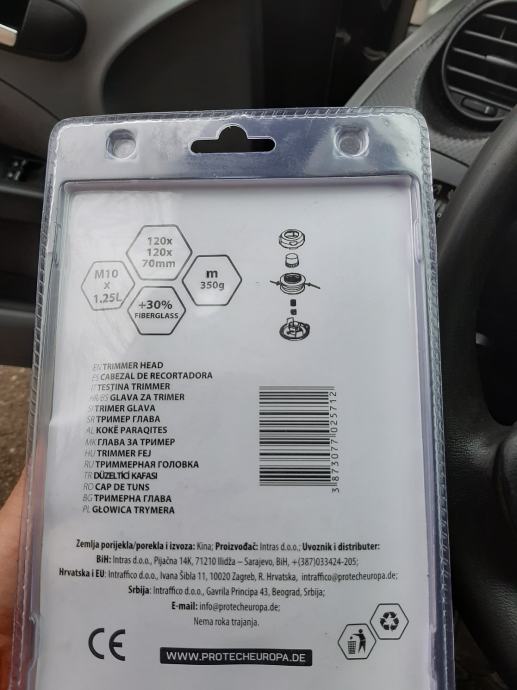 120x
120x
70mm
M10
x
1.25L
m
350g
+30%
FIBERGLASS
EN TRIMMER HEAD
ES CABEZAL DE RECORTADORA
IT TESTINA TRIMMER
HR/BS GLAVA ZA TRIMER
SI TRIMER GLAVA
SR ТРИМЕР ГЛАВА
AL KOKË PARAQITES
MK ГЛАВА ЗА ТРИМЕР
HU TRIMMER FEJ
RU ТРИММЕРНАЯ ГОЛОВКА
TR DÜZELTİCİ KAFASI
RO CAP DE TUNS
BG ТРИМЕРНА ГЛАВА
PL GŁOWICA TRYMERA
3 873077 025712
Zemlja porijekla/porekla i izvoza: Kina; Proizvođač: Intras d.o.o.; Uvoznik i distributer:
BiH: Intras d.o.o., Pijačna 14K, 71210 Ilidža – Sarajevo, BiH, +(387)033424-205;
Hrvatska i EU: Intraffico d.o.o., Ivana Šibla 11, 10020 Zagreb, R. Hrvatska, intraffico@protecheuropa.de;
Srbija: Intraffico d.o.o., Gavrila Principa 43, Beograd, Srbija;
E-mail: info@protecheuropa.de;
Nema roka trajanja.
CE
WWW.PROTECHEUROPA.DE